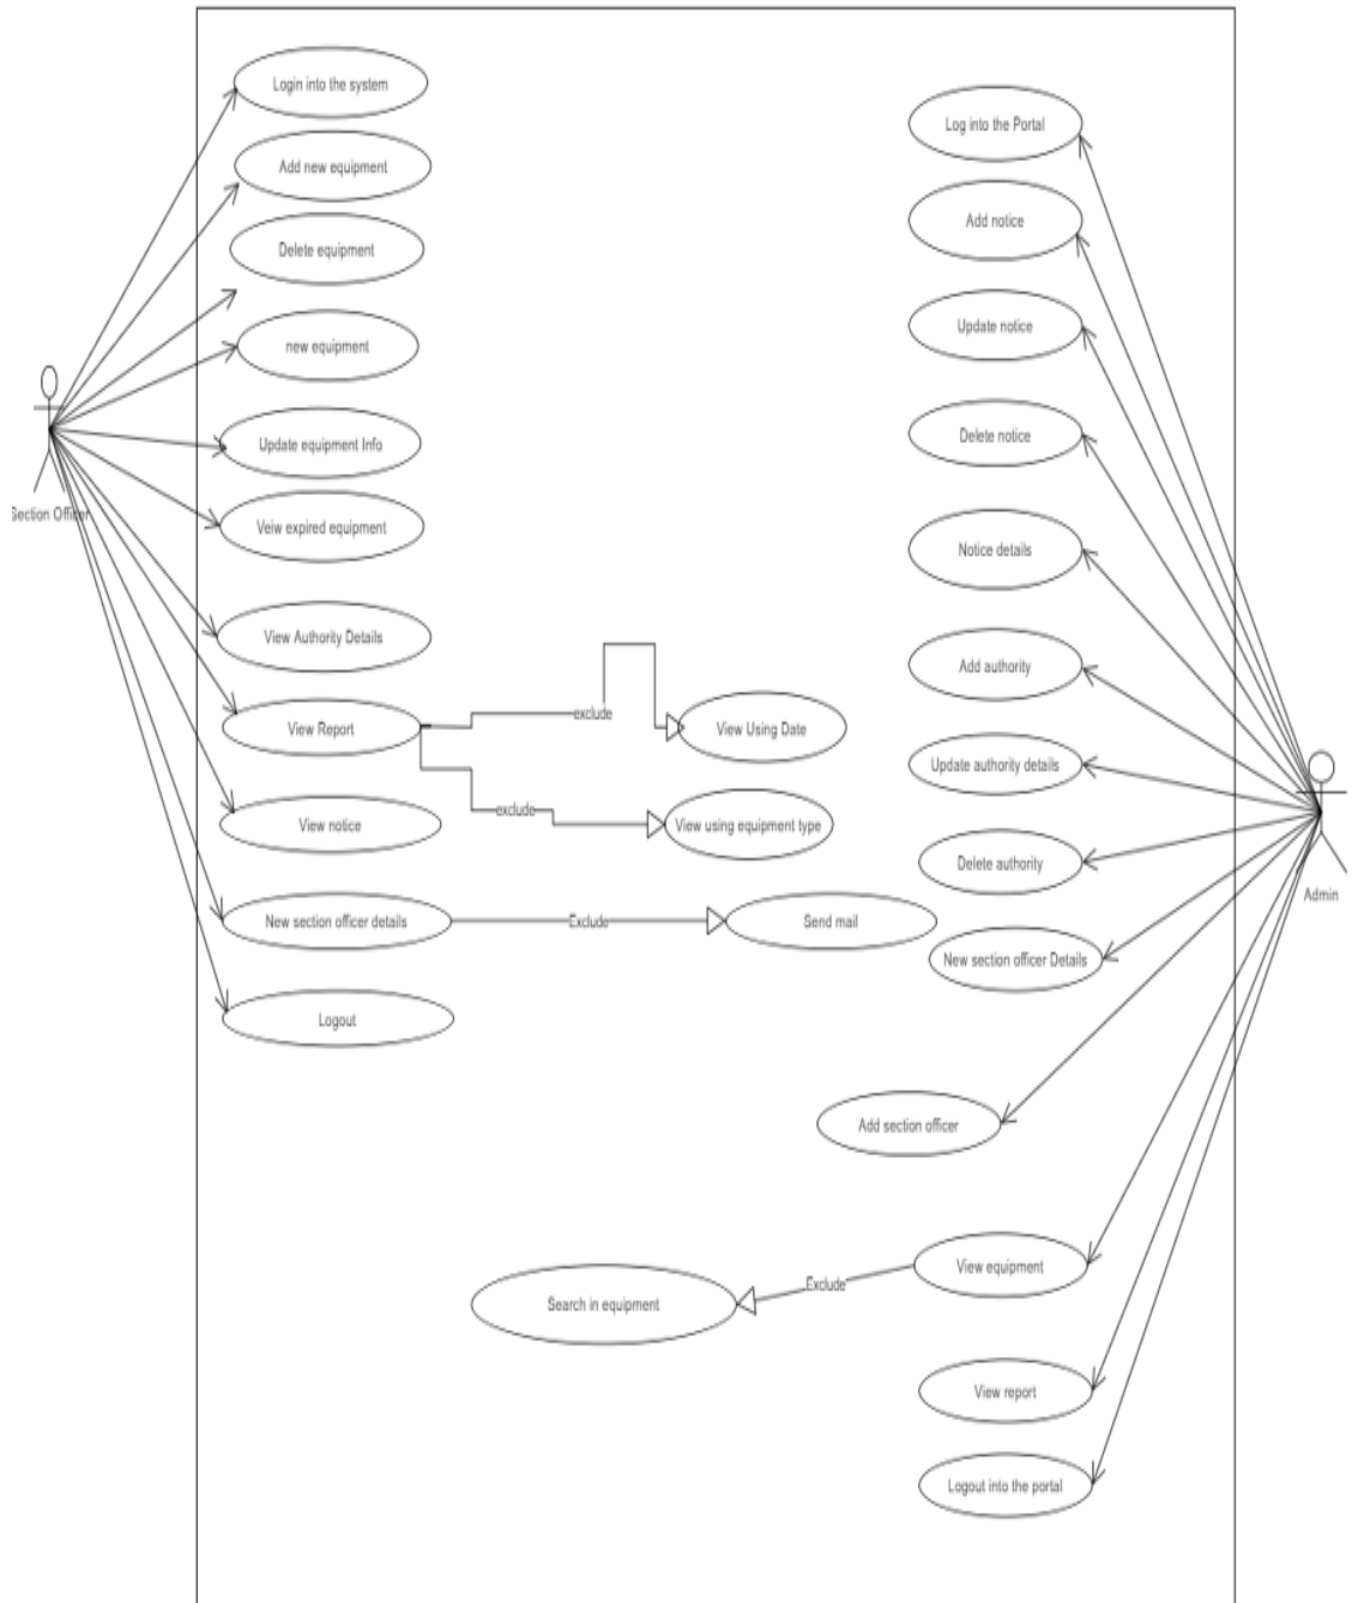 Login into the system
Add new equipment
Delete equipment
new equipment
Update equipment Info
Veiw expired equipment
Section Officer
View Authority Details
View Report
exclude
View Using Date
exclude
View using equipment type
View notice
New section officer details
Exclude
Send mail
Logout
Log into the Portal
Add notice
Update notice
Delete notice
Notice details
Add authority
Update authority details
Delete authority
Admin
New section officer Details
Add section officer
View equipment
Exclude
Search in equipment
View report
Logout into the portal